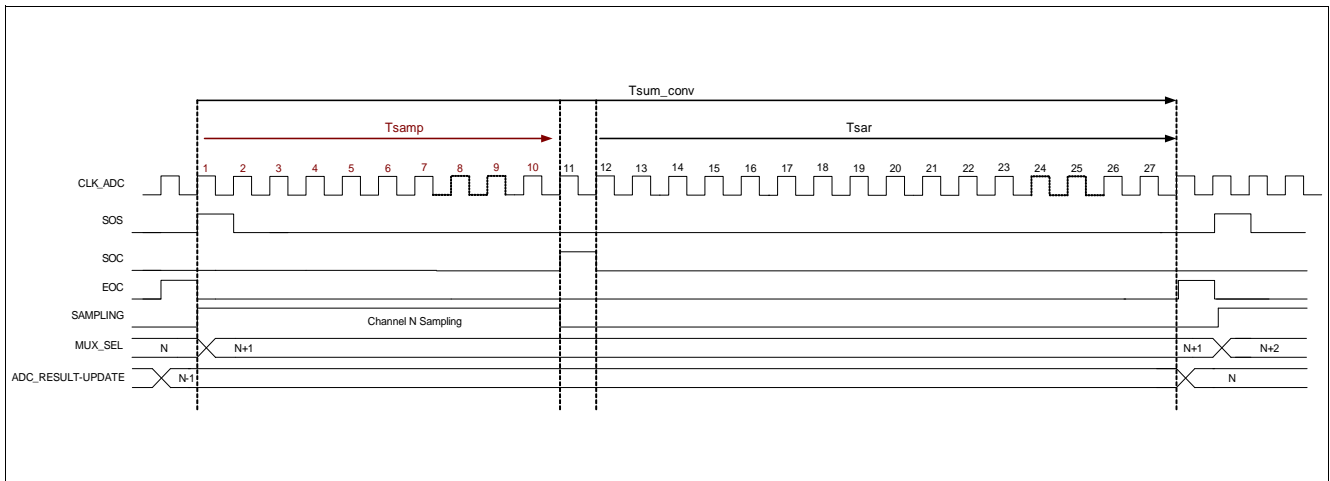 Tsum_conv
Tsamp
Tsar
1 2 3 4 5 6 7 8 9 10 11 12 13 14 15 16 17 18 19 20 21 22 23 24 25 26 27
CLK_ADC
SOS
SOC
EOC
SAMPLING
Channel N Sampling
MUX_SEL
N N+1 N+1 N+2
ADC_RESULT-UPDATE
N-1 N